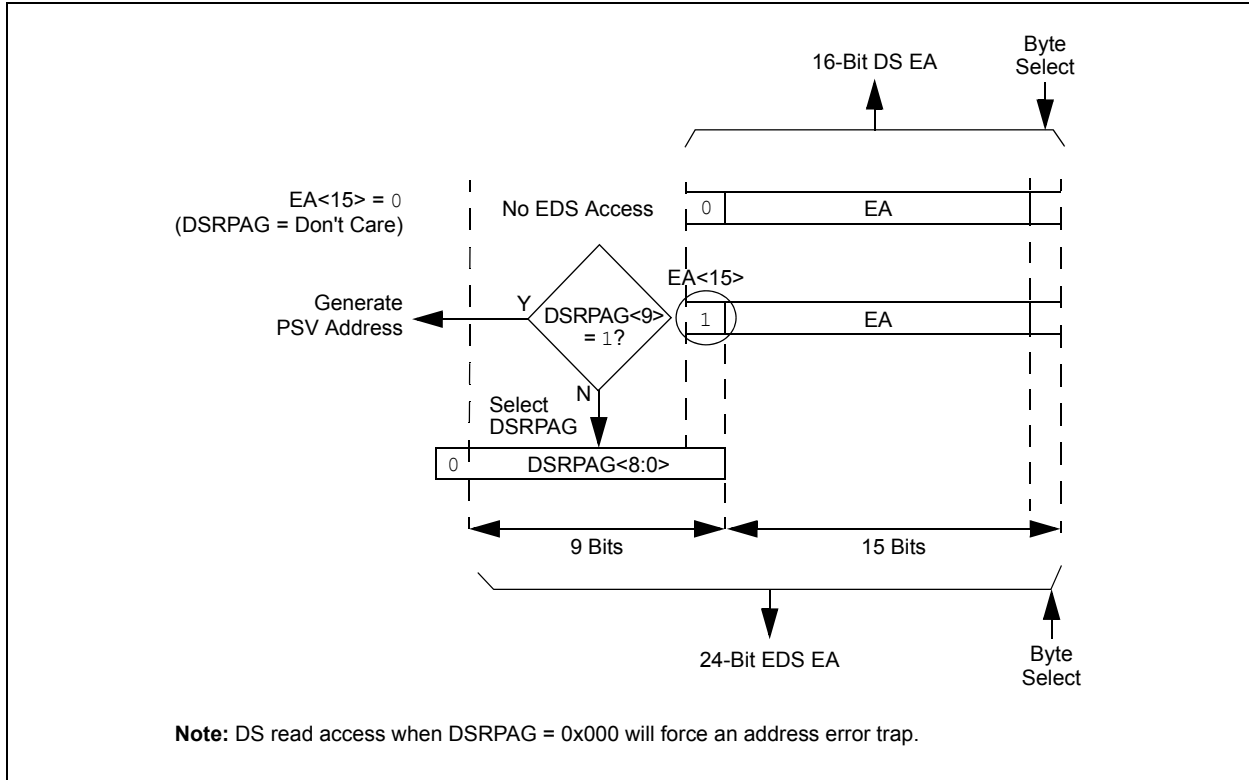 16-Bit DS EA
Byte
Select
EA<15> = 0
(DSRPAG = Don't Care)
No EDS Access
0
EA
EA<15>
Generate
PSV Address
Y
DSRPAG<9>
= 1?
1
EA
N
Select
DSRPAG
0
DSRPAG<8:0>
9 Bits
15 Bits
24-Bit EDS EA
Byte
Select
Note: DS read access when DSRPAG = 0x000 will force an address error trap.